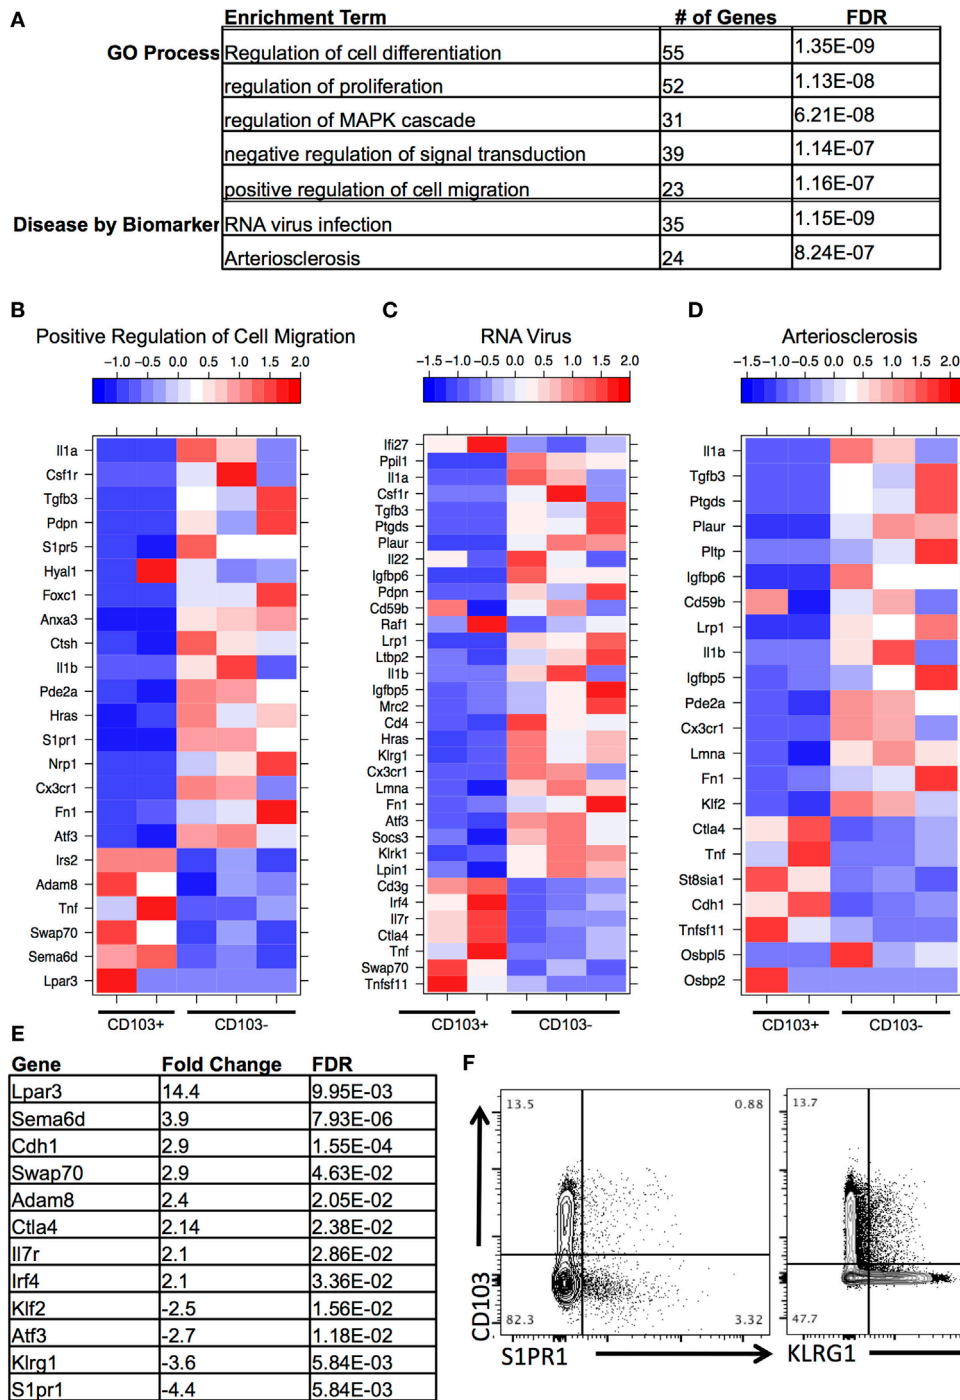 A
Enrichment Term # of Genes FDR
GO Process Regulation of cell differentiation 55 1.35E-09
regulation of proliferation 52 1.13E-08
regulation of MAPK cascade 31 6.21E-08
negative regulation of signal transduction 39 1.14E-07
positive regulation of cell migration 23 1.16E-07
Disease by Biomarker RNA virus infection 35 1.15E-09
Arteriosclerosis 24 8.24E-07
B
Positive Regulation of Cell Migration
−1.0 −0.5 0.0 0.5 1.0 1.5 2.0
Il1a
Csf1r
Tgfb3
Pdpn
S1pr5
Hyal1
Foxc1
Anxa3
Ctsh
Il1b
Pde2a
Hras
S1pr1
Nrp1
Cx3cr1
Fn1
Atf3
Irs2
Adam8
Tnf
Swap70
Sema6d
Lpar3
CD103+ CD103-
C
RNA Virus
−1.5 −1.0 −0.5 0.0 0.5 1.0 1.5 2.0
Ifi27
Ppil1
Il1a
Csf1r
Tgfb3
Ptgds
Plaur
Il22
Igfbp6
Pdpn
Cd59b
Raf1
Lrp1
Ltbp2
Il1b
Igfbp5
Mrc2
Cd4
Hras
Klrg1
Cx3cr1
Lmna
Fn1
Atf3
Socs3
Klrk1
Lpin1
Cd3g
Irf4
Il7r
Ctla4
Tnf
Swap70
Tnfsf11
CD103+ CD103-
D
Arteriosclerosis
−1.5 −1.0 −0.5 0.0 0.5 1.0 1.5 2.0
Il1a
Tgfb3
Ptgds
Plaur
Pltp
Igfbp6
Cd59b
Lrp1
Il1b
Igfbp5
Pde2a
Cx3cr1
Lmna
Fn1
Klf2
Ctla4
Tnf
St8sia1
Cdh1
Tnfsf11
Osbpl5
Osbp2
CD103+ CD103-
E
Gene Fold Change FDR
Lpar3 14.4 9.95E-03
Sema6d 3.9 7.93E-06
Cdh1 2.9 1.55E-04
Swap70 2.9 4.63E-02
Adam8 2.4 2.05E-02
Ctla4 2.14 2.38E-02
Il7r 2.1 2.86E-02
Irf4 2.1 3.36E-02
Klf2 -2.5 1.56E-02
Atf3 -2.7 1.18E-02
Klrg1 -3.6 5.84E-03
S1pr1 -4.4 5.84E-03
F
13.5 0.88
82.3 3.32
CD103
S1PR1
13.7
47.7
KLRG1